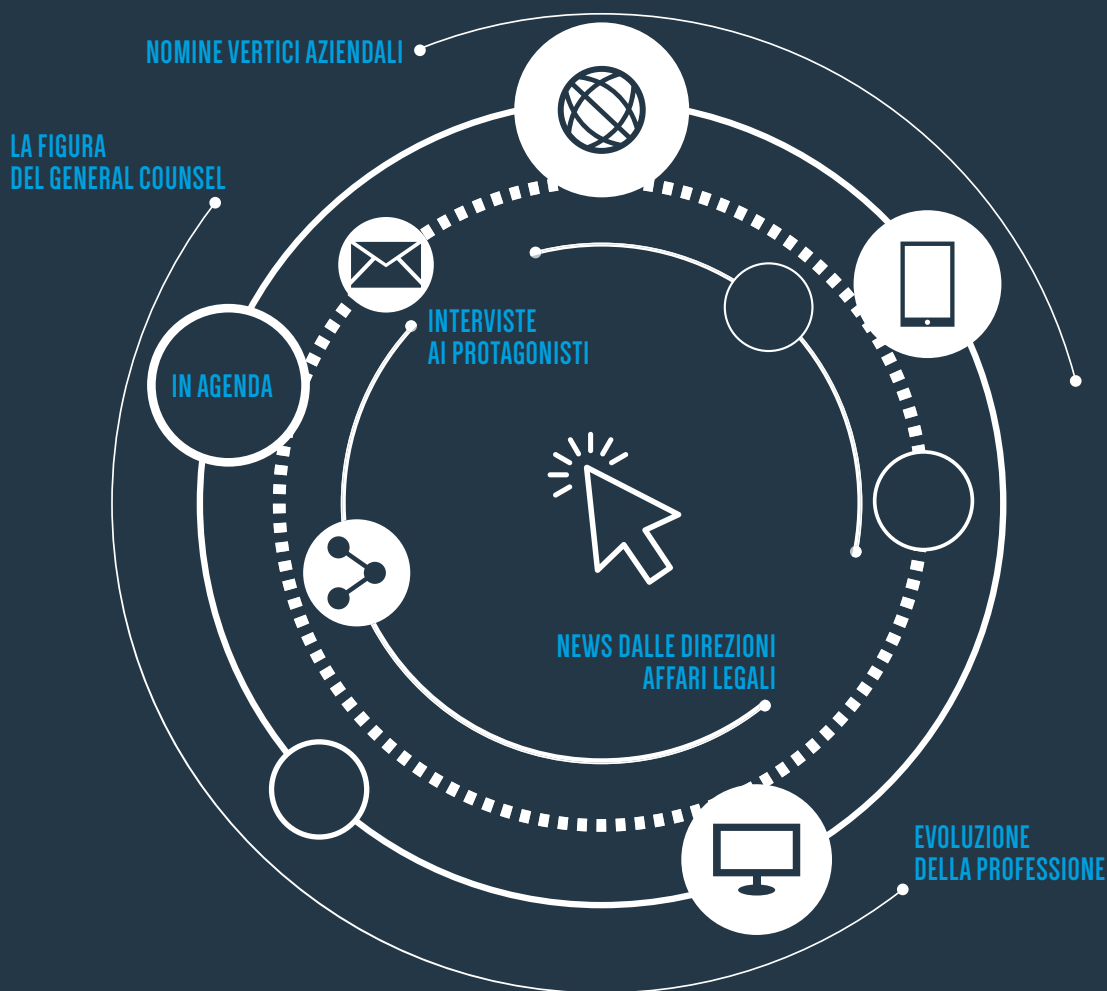 NOMINE VERTICI AZIENDALI
LA FIGURA
DEL GENERAL COUNSEL
INTERVISTE
AI PROTAGONISTI
IN AGENDA
NEWS DALLE DIREZIONI
AFFARI LEGALI
EVOLUZIONE
DELLA PROFESSIONE